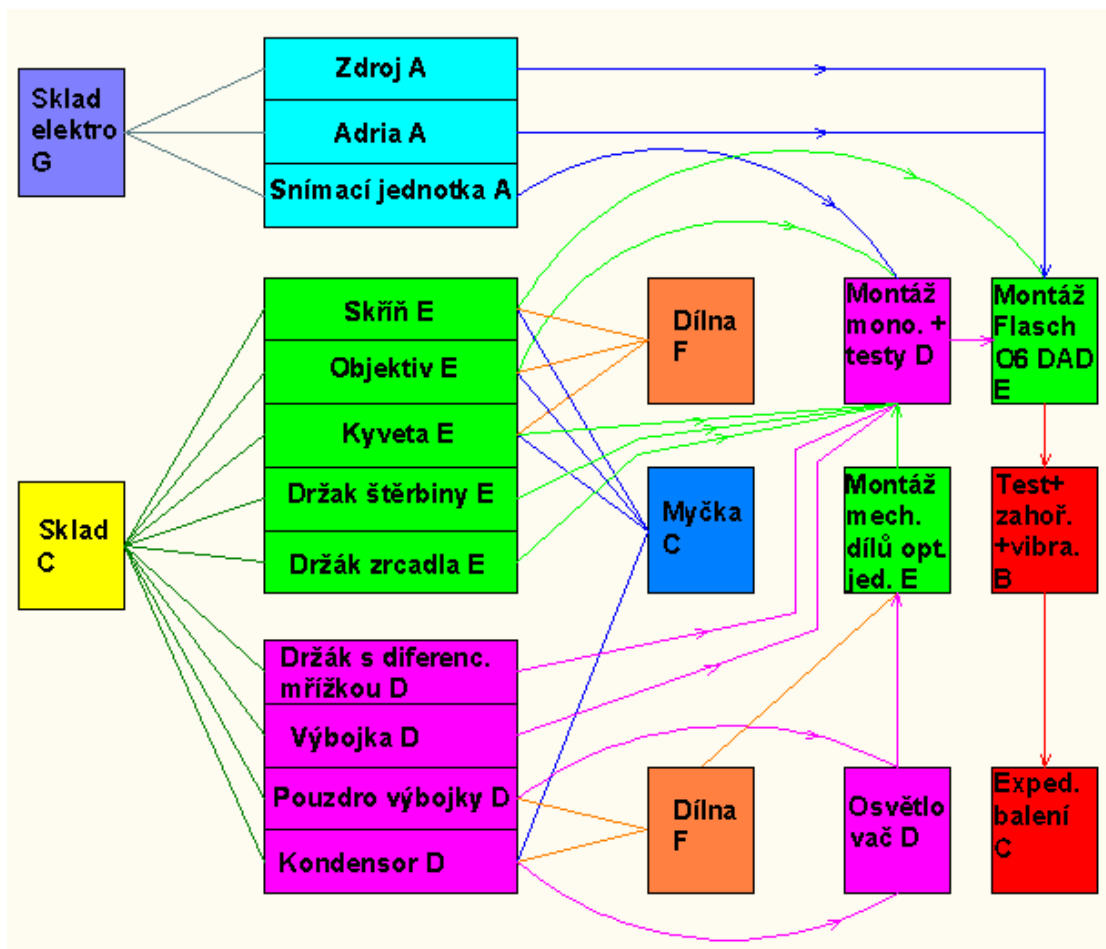 Zdroj A
Sklad
elektro
G
Adria A
Snímací jednotka A
Skříň E
Objektiv E
Kyveta E
Držak štěrbiny E
Držák zrcadla E
Dílna
F
Montáž
mono. +
testy D
Montáž
Flasch
O6 DAD
E
Sklad
C
Myčka
C
Montáž
mech.
dílů opt.
jed. E
Test+
zahoř.
+vibra.
B
Držák s diferenc.
mřížkou D
Výbojka D
Pouzdro výbojky D
Kondensor D
Dílna
F
Osvětlo
vač D
Exped.
balení
C